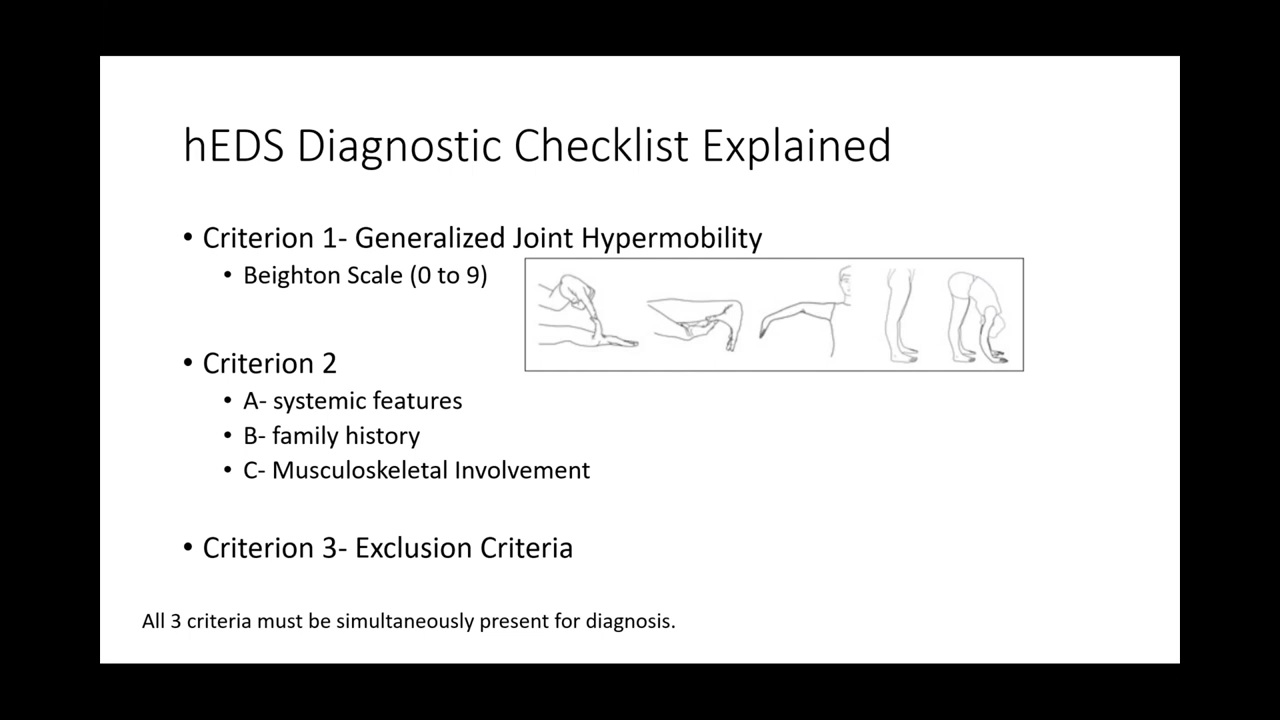 hEDS Diagnostic Checklist Explained
• Criterion 1- Generalized Joint Hypermobility
• Beighton Scale (0 to 9)
• Criterion 2
• A- systemic features
• B- family history
• C- Musculoskeletal Involvement
• Criterion 3- Exclusion Criteria
All 3 criteria must be simultaneously present for diagnosis.